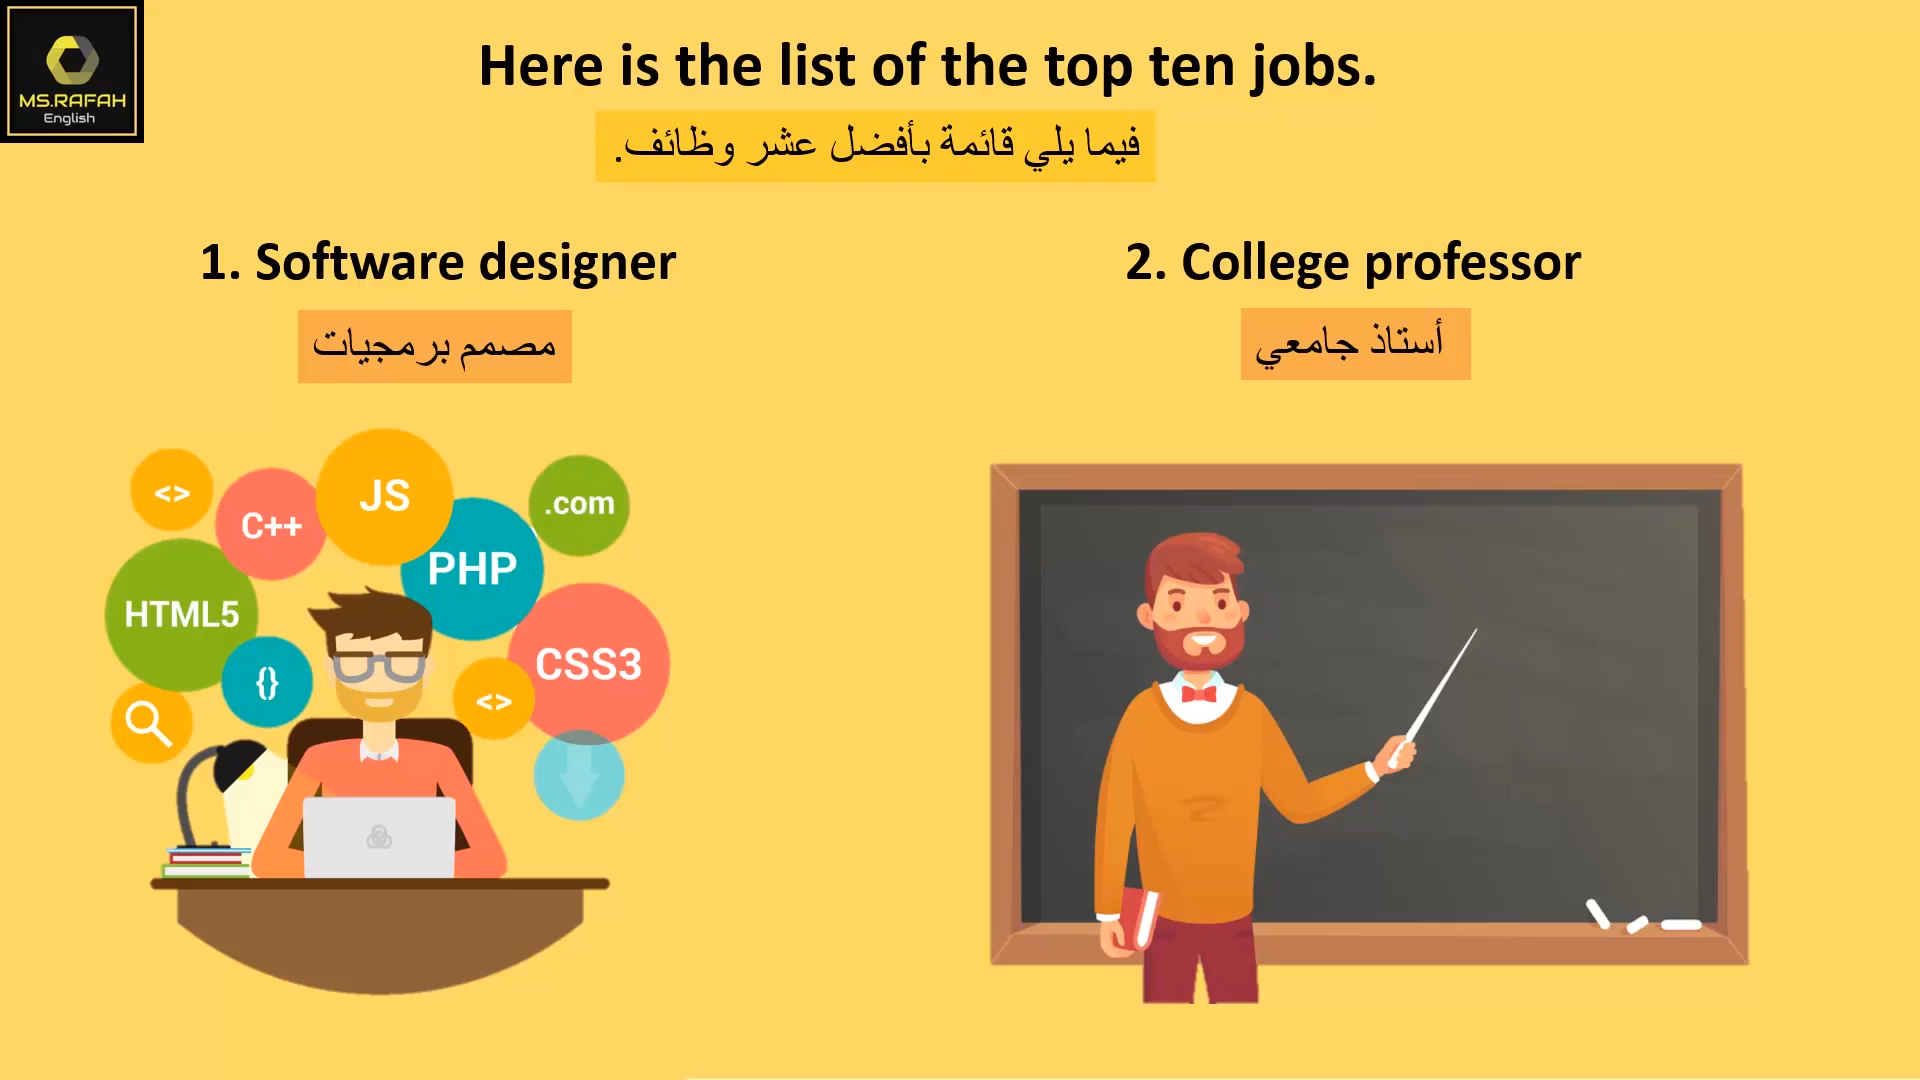 MS.RAFAH
English
Here is the list of the top ten jobs.
فيما يلي قائمة بأفضل عشر وظائف.
1. Software designer
مصمم برمجيات
2. College professor
أستاذ جامعي
<>
C++
JS
.com
PHP
HTML5
{}
CSS3
<>